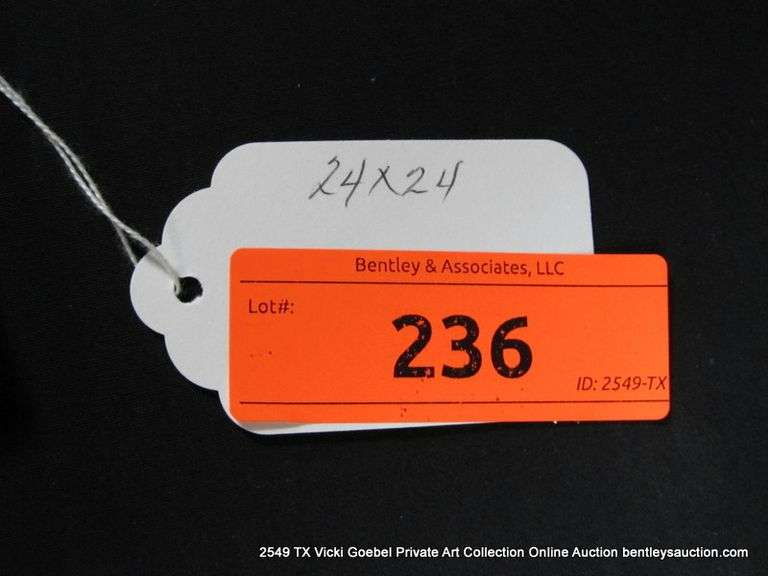 24x24
Bentley & Associates, LLC
Lot#:
236
ID: 2549-TX
2549 TX Vicki Goebel Private Art Collection Online Auction bentleysauction.com